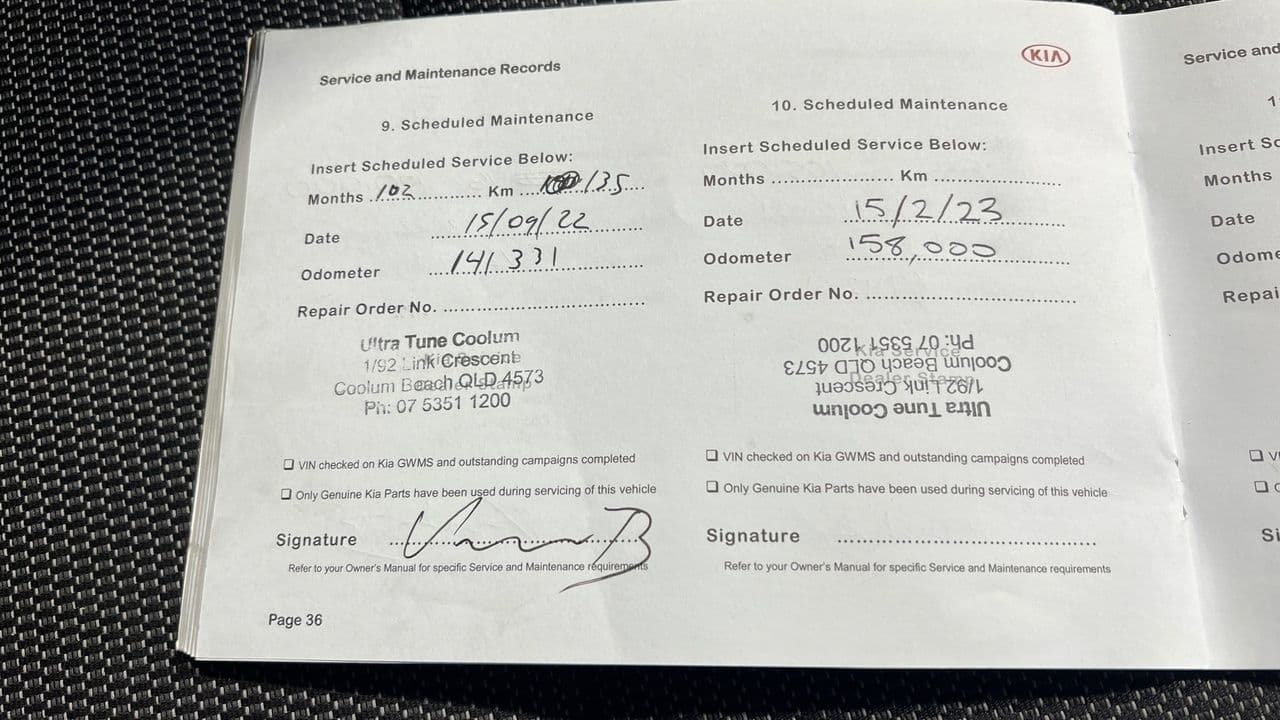 Service and Maintenance Records
9. Scheduled Maintenance
Insert Scheduled Service Below:
Months 102 Km 135
Date 15/09/22
Odometer 141 331
Repair Order No.
Ultra Tune Coolum
1/92 Link Crescent
Coolum Beach QLD 4573
Ph: 07 5351 1200
❑ VIN checked on Kia GWMS and outstanding campaigns completed
❑ Only Genuine Kia Parts have been used during servicing of this vehicle
Signature
Refer to your Owner's Manual for specific Service and Maintenance requirements
Page 36
KIA
10. Scheduled Maintenance
Insert Scheduled Service Below:
Months Km
Date 15/2/23
Odometer 158,000
Repair Order No.
Ultra Tune Coolum
1/92 Link Crescent
Coolum Beach QLD 4573
Ph: 07 5351 1200
Kia Service
Dealer Stamp
❑ VIN checked on Kia GWMS and outstanding campaigns completed
❑ Only Genuine Kia Parts have been used during servicing of this vehicle
Signature
Refer to your Owner's Manual for specific Service and Maintenance requirements
Service and
1
Insert Sc
Months
Date
Odome
Repai
❑ V
❑
Si